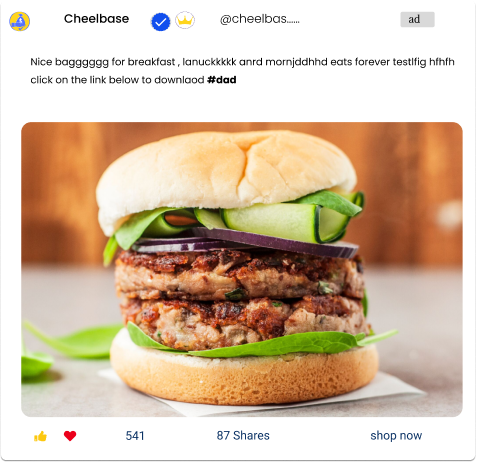 Cheelbase @cheelbas...... ad
Nice bagggggg for breakfast , lanuckkkkk anrd mornjddhhd eats forever testlfig hfhfh
click on the link below to downlaod #dad
541 87 Shares shop now